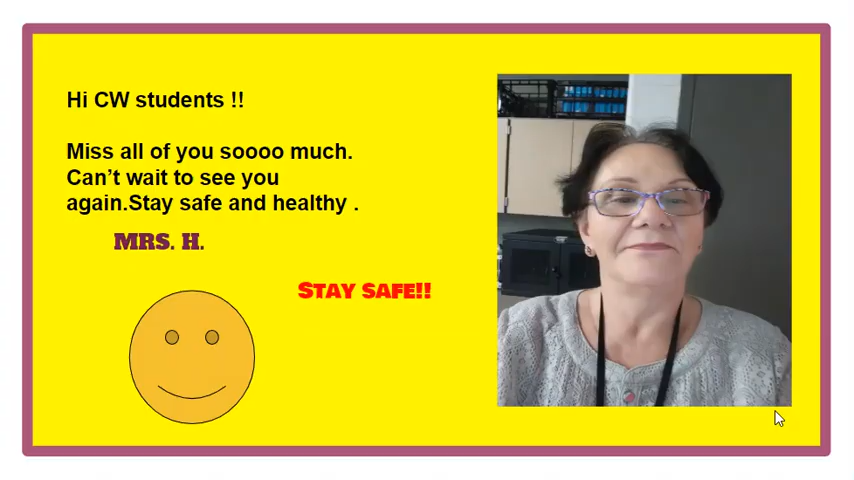 Hi CW students !!
Miss all of you soooo much.
Can’t wait to see you
again.Stay safe and healthy .
MRS. H.
STAY SAFE!!